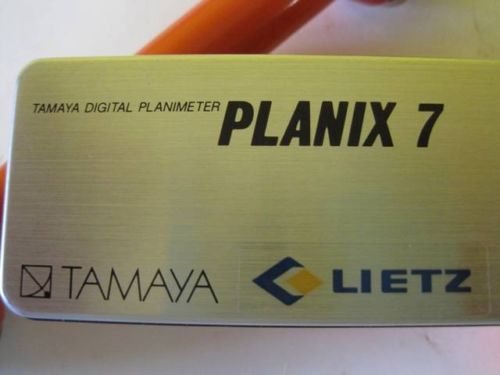 TAMAYA DIGITAL PLANIMETER PLANIX 7
TAMAYA LIETZ